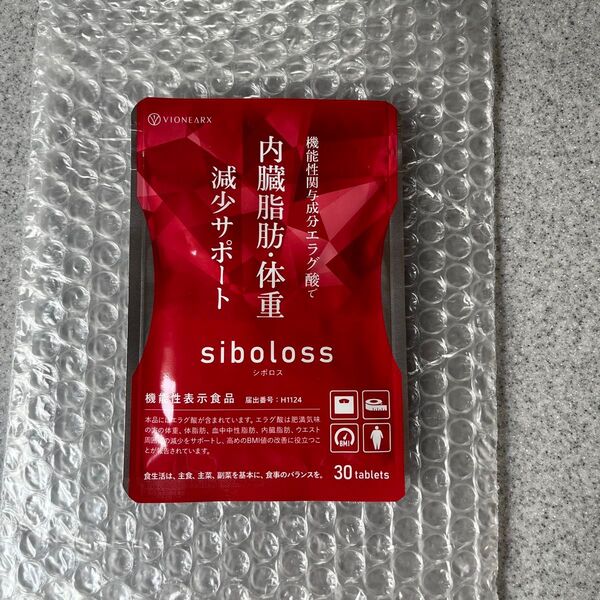 VIONEARX
機能性関与成分エラグ酸で
内臓脂肪・体重
減少サポート
siboloss
シボロス
機能性表示食品 届出番号:H1124
本品にはエラグ酸が含まれています。エラグ酸は肥満気味
の方の体重、体脂肪、血中中性脂肪、内臓脂肪、ウエスト
周囲径の減少をサポートし、高めのBMI値の改善に役立つこ
とが報告されています。
BMI
食生活は、主食、主菜、副菜を基本に、食事のバランスを。
30 tablets